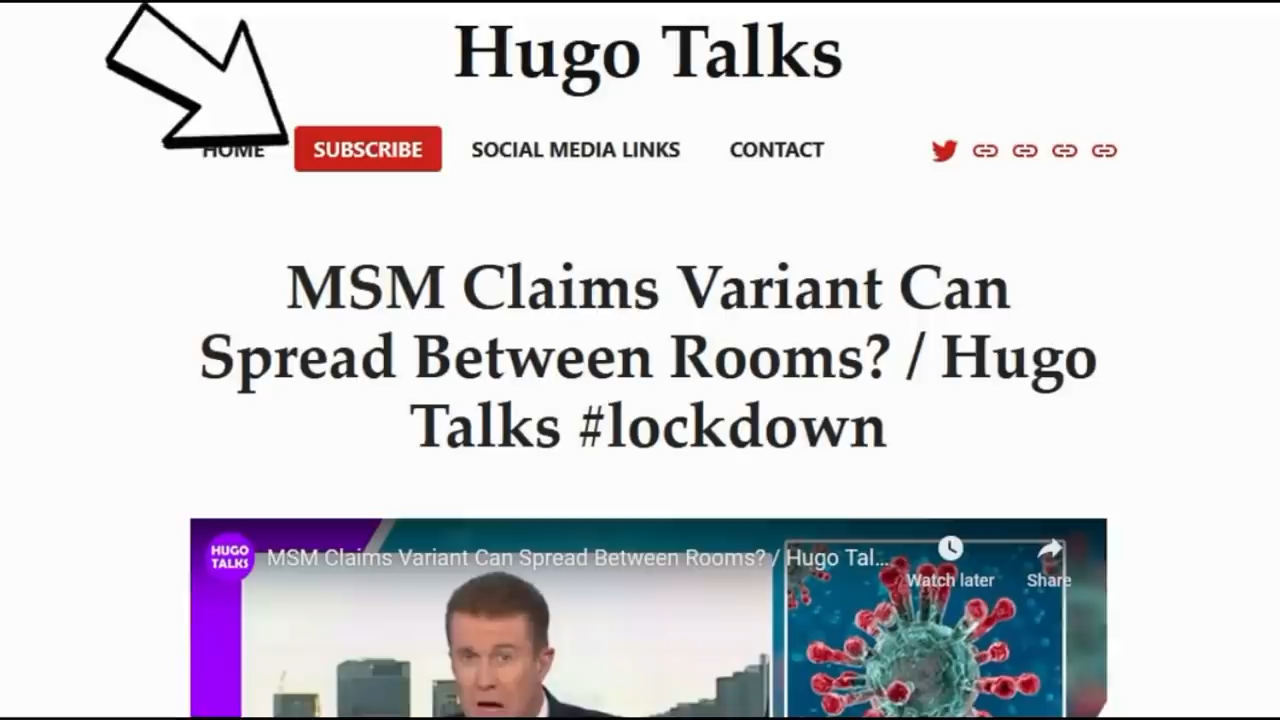 Hugo Talks
HOME SUBSCRIBE SOCIAL MEDIA LINKS CONTACT
MSM Claims Variant Can
Spread Between Rooms? / Hugo
Talks #lockdown
HUGO
TALKS
MSM Claims Variant Can Spread Between Rooms? / Hugo Tal...
Watch later Share